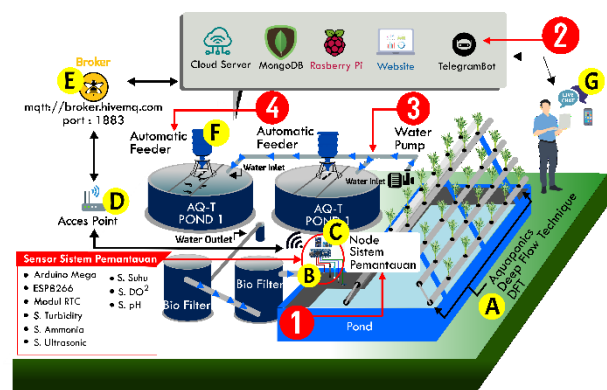 Cloud Server
MongoDB
Rasberry Pi
Website
TelegramBot
2
Broker
E
mqtt://broker.hivemq.com
port : 1883
4
3
G
LIVE
CHAT
Automatic
Feeder
F
Automatic
Feeder
Water
Pump
Water Inlet
Water Inlet
D
Acces Point
AQ-T
POND 1
AQ-T
POND 1
Water Outlet
C
Node
Sistem
Pemantauan
B
1
Sensor Sistem Pemantauan
• Arduino Mega
• ESP8266
• Modul RTC
• S. Turbidity
• S. Ammonia
• S. Ultrasonic
• S. Suhu
• S. DO²
• S. pH
Bio Filter
Bio Filter
Pond
A
Aquaponics
Deep Flow Technique
DFT